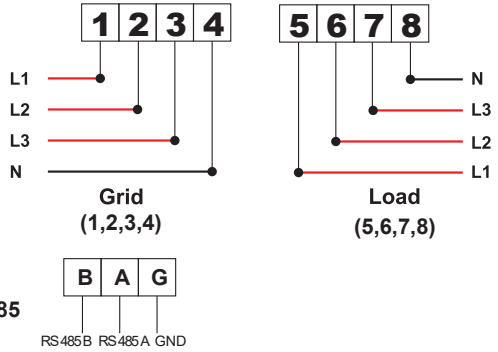 1 2 3 4
5 6 7 8
L1
L2
L3
N
N
L3
L2
L1
Grid
(1,2,3,4)
Load
(5,6,7,8)
B A G
85
RS485B RS485A GND